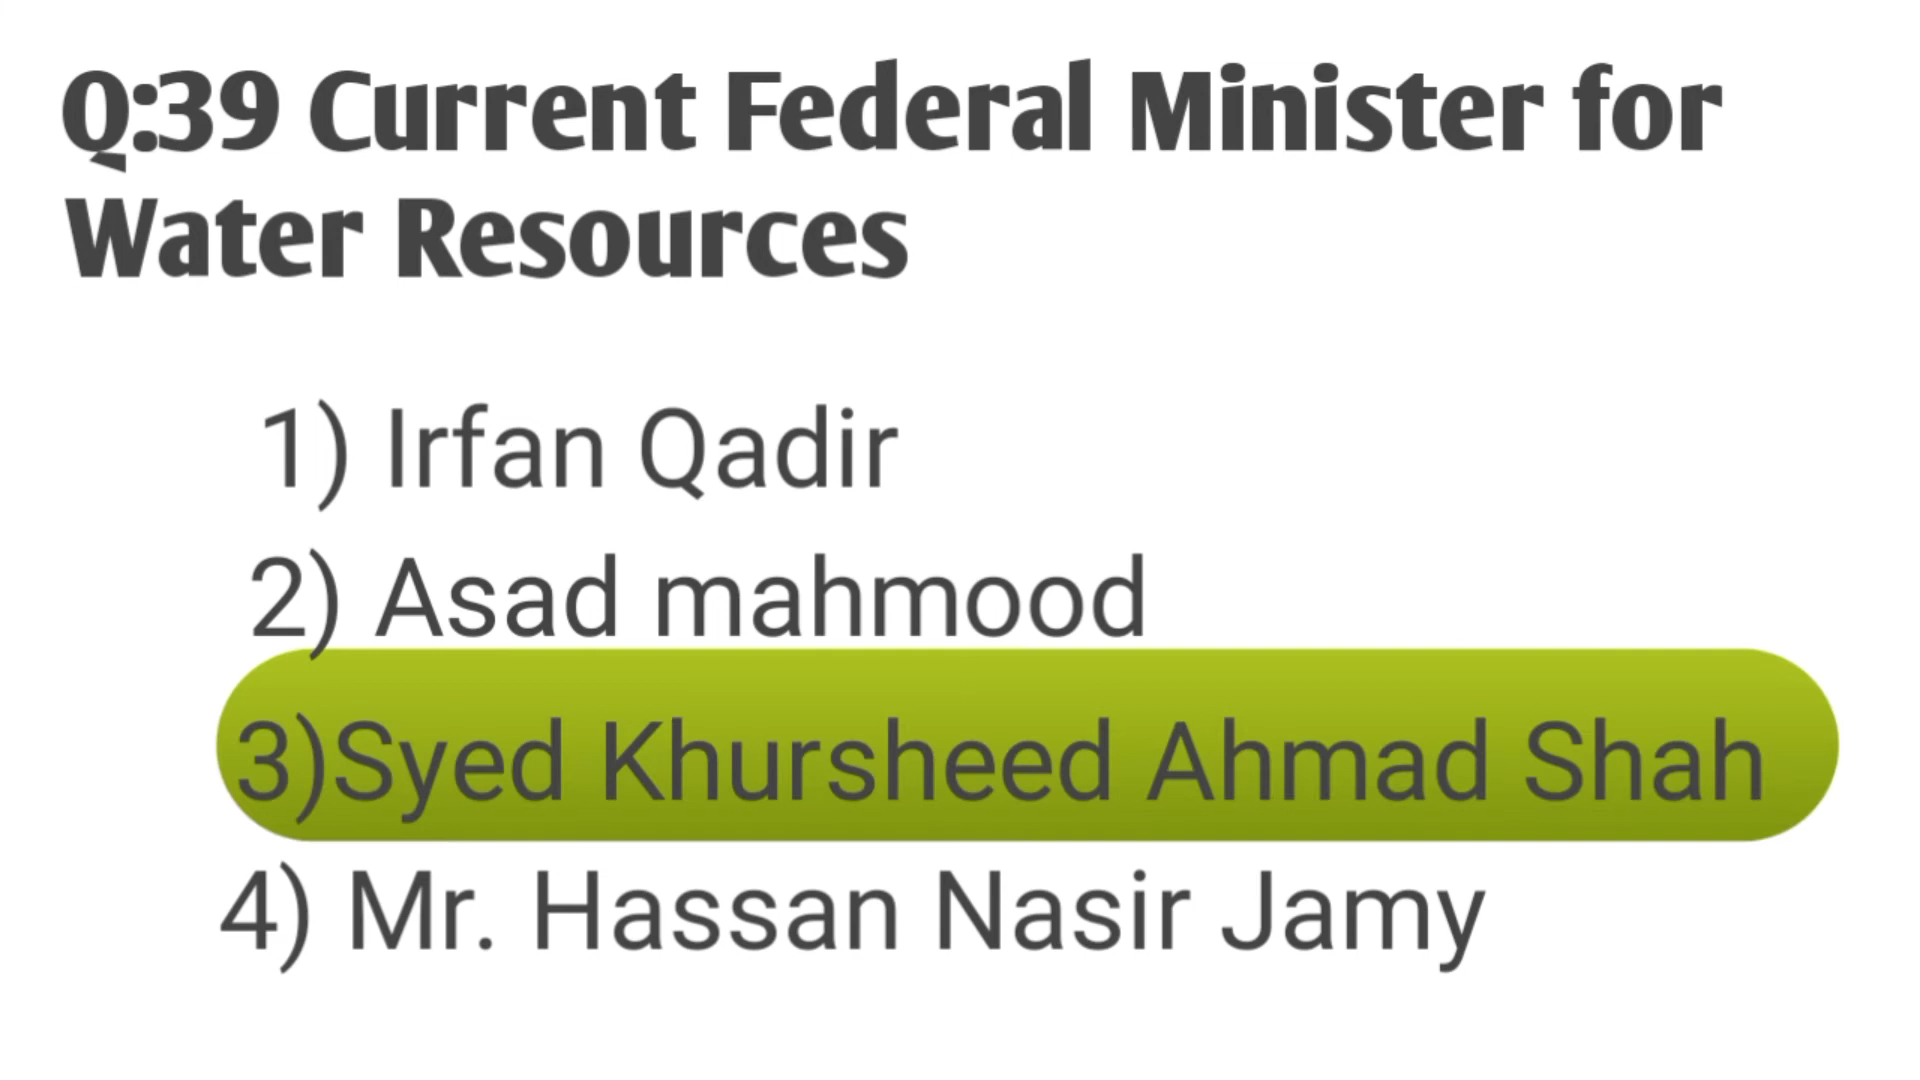 Q:39 Current Federal Minister for
Water Resources
1) Irfan Qadir
2) Asad mahmood
3)Syed Khursheed Ahmad Shah
4) Mr. Hassan Nasir Jamy